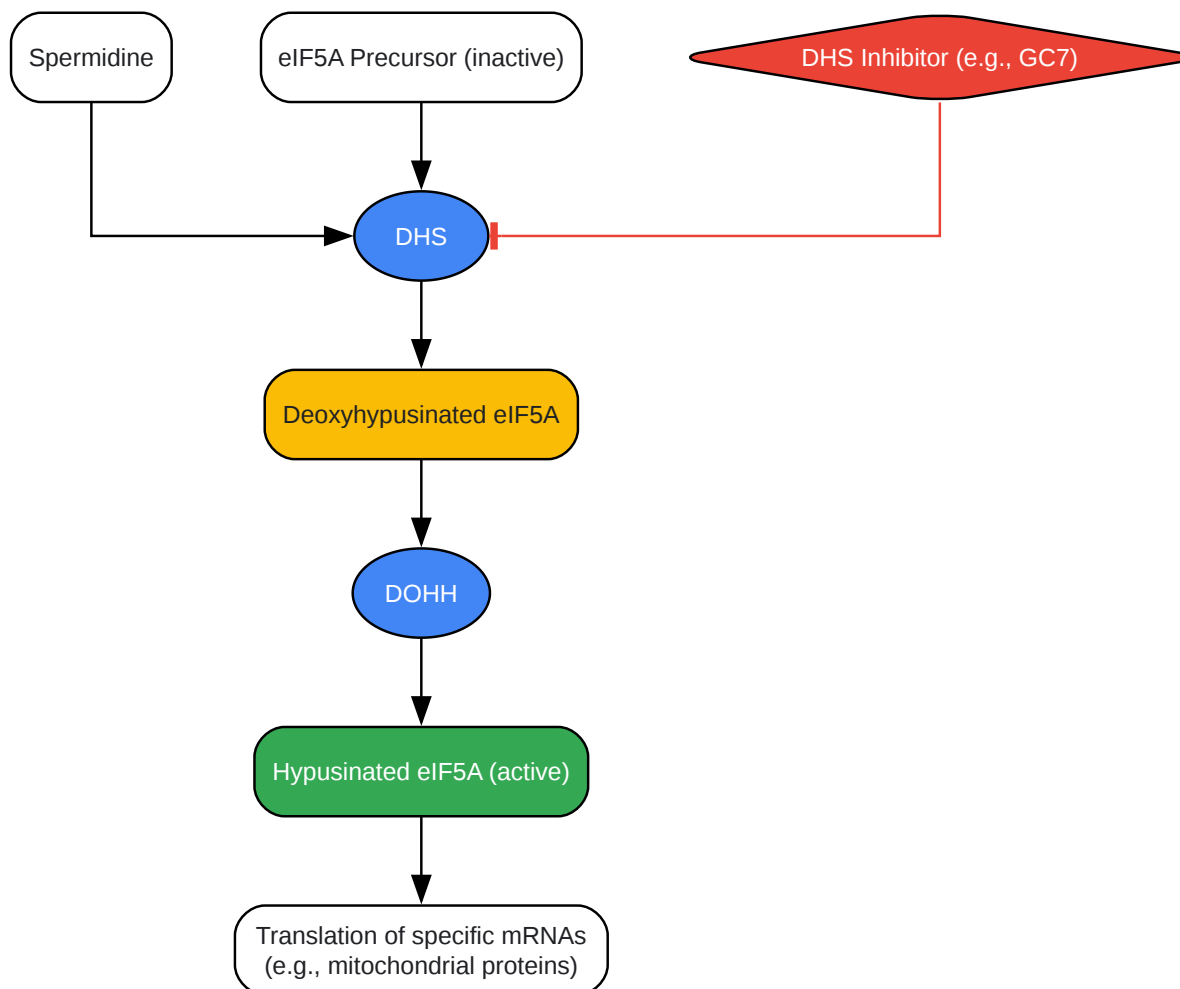 Spermidine
eIF5A Precursor (inactive)
DHS Inhibitor (e.g., GC7)
DHS
Deoxyhypusinated eIF5A
DOHH
Hypusinated eIF5A (active)
Translation of specific mRNAs
(e.g., mitochondrial proteins)